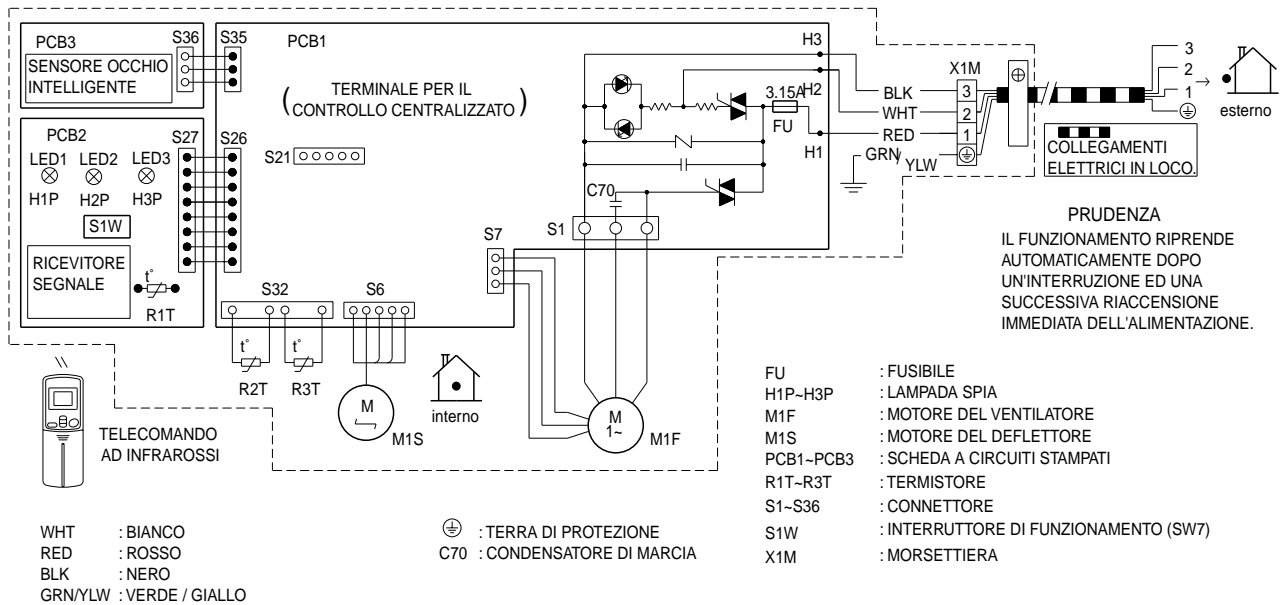 PCB3
SENSORE OCCHIO
INTELLIGENTE
S36
S35
PCB1
TERMINALE PER IL
CONTROLLO CENTRALIZZATO
( )
S21
PCB2
LED1 LED2 LED3
H1P H2P H3P
S1W
S27
S26
RICEVITORE
SEGNALE
t°
R1T
H3
H2
H1
3.15A
FU
C70
S1
S7
S32
S6
t°
R2T
t°
R3T
M
M1S
interno
M
1~
M1F
BLK
WHT
RED
GRN/
YLW
X1M
3
2
1
3
2
1
→
esterno
COLLEGAMENTI
ELETTRICI IN LOCO.
PRUDENZA
IL FUNZIONAMENTO RIPRENDE
AUTOMATICAMENTE DOPO
UN'INTERRUZIONE ED UNA
SUCCESSIVA RIACCENSIONE
IMMEDIATA DELL'ALIMENTAZIONE.
TELECOMANDO
AD INFRAROSSI
WHT : BIANCO
RED : ROSSO
BLK : NERO
GRN/YLW : VERDE / GIALLO
: TERRA DI PROTEZIONE
C70 : CONDENSATORE DI MARCIA
FU : FUSIBILE
H1P~H3P : LAMPADA SPIA
M1F : MOTORE DEL VENTILATORE
M1S : MOTORE DEL DEFLETTORE
PCB1~PCB3 : SCHEDA A CIRCUITI STAMPATI
R1T~R3T : TERMISTORE
S1~S36 : CONNETTORE
S1W : INTERRUTTORE DI FUNZIONAMENTO (SW7)
X1M : MORSETTIERA